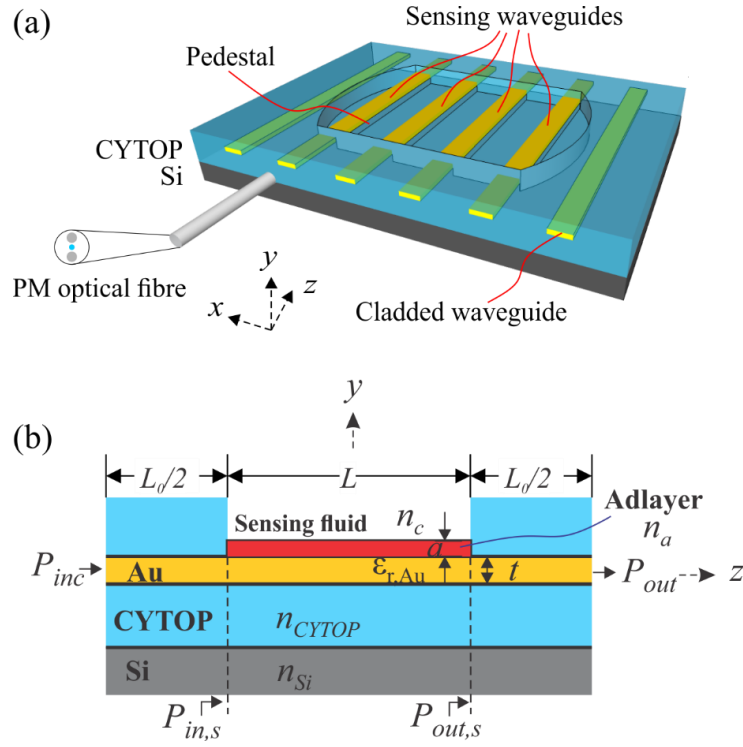 (a)
Sensing waveguides
Pedestal
CYTOP
Si
PM optical fibre
y
z
x
Cladded waveguide
(b)
y
L₀/2
L
L₀/2
Adlayer
Sensing fluid
n_c
n_a
a
P_inc
Au
ε_r.Au
t
P_out
z
CYTOP
n_CYTOP
Si
n_Si
P_in,s
P_out,s